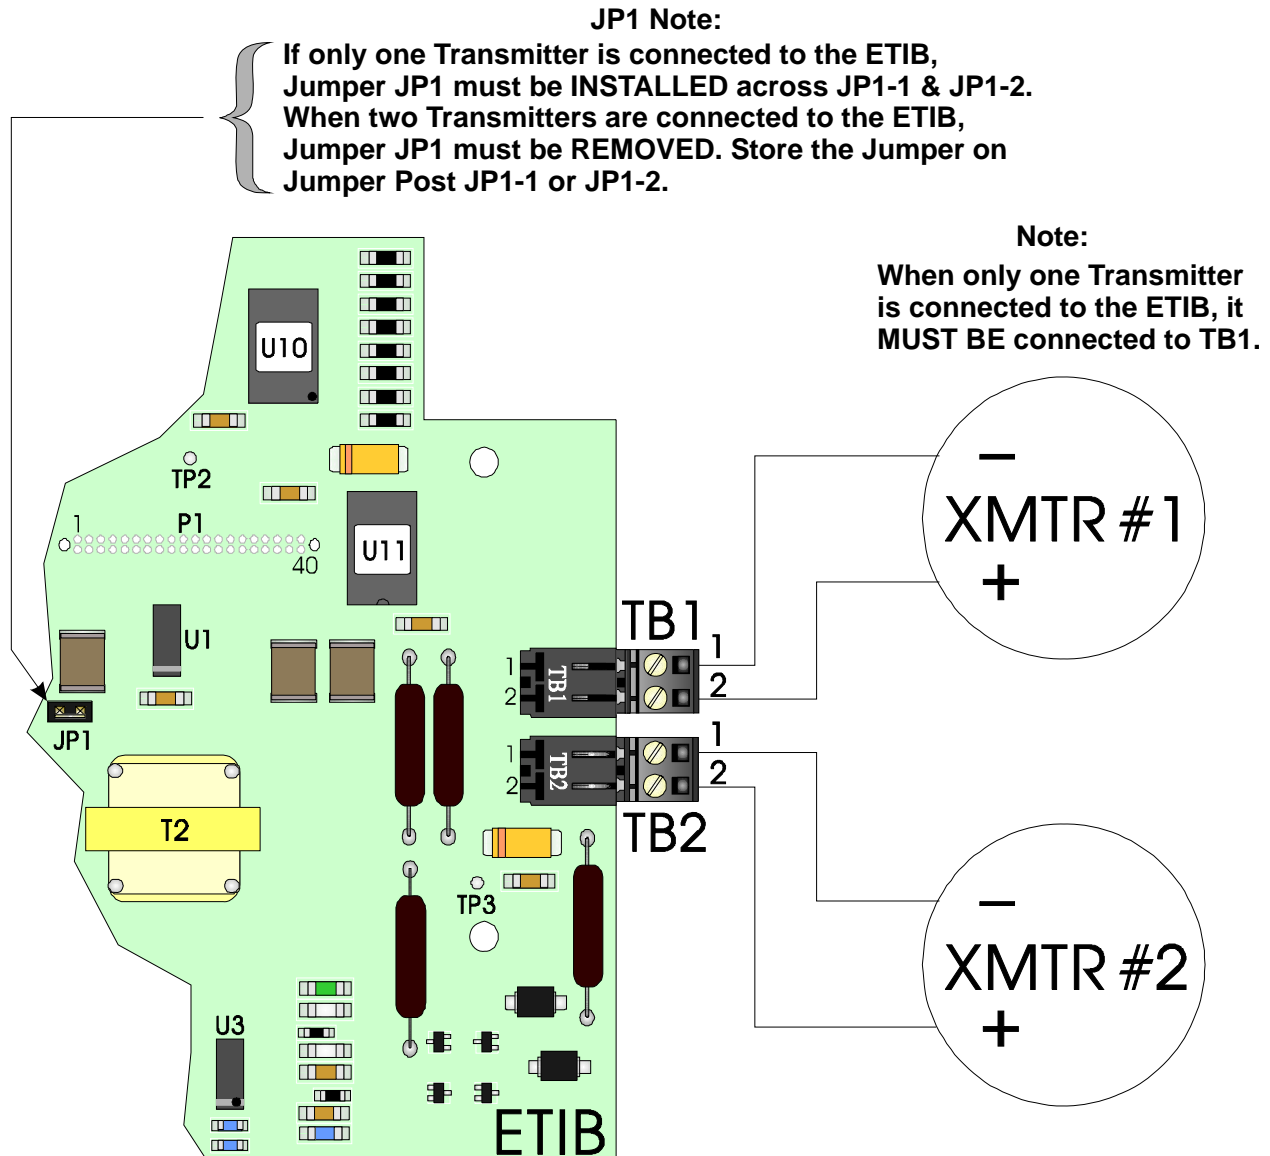 JP1 Note:
If only one Transmitter is connected to the ETIB,
Jumper JP1 must be INSTALLED across JP1-1 & JP1-2.
When two Transmitters are connected to the ETIB,
Jumper JP1 must be REMOVED. Store the Jumper on
Jumper Post JP1-1 or JP1-2.
Note:
When only one Transmitter
is connected to the ETIB, it
MUST BE connected to TB1.
U10
TP2
1
P1
40
U11
U1
JP1
T2
TB1
1
2
1
2
TB1
1
2
1
2
TB2
TB2
TP3
U3
ETIB
−
XMTR #1
+
−
XMTR #2
+